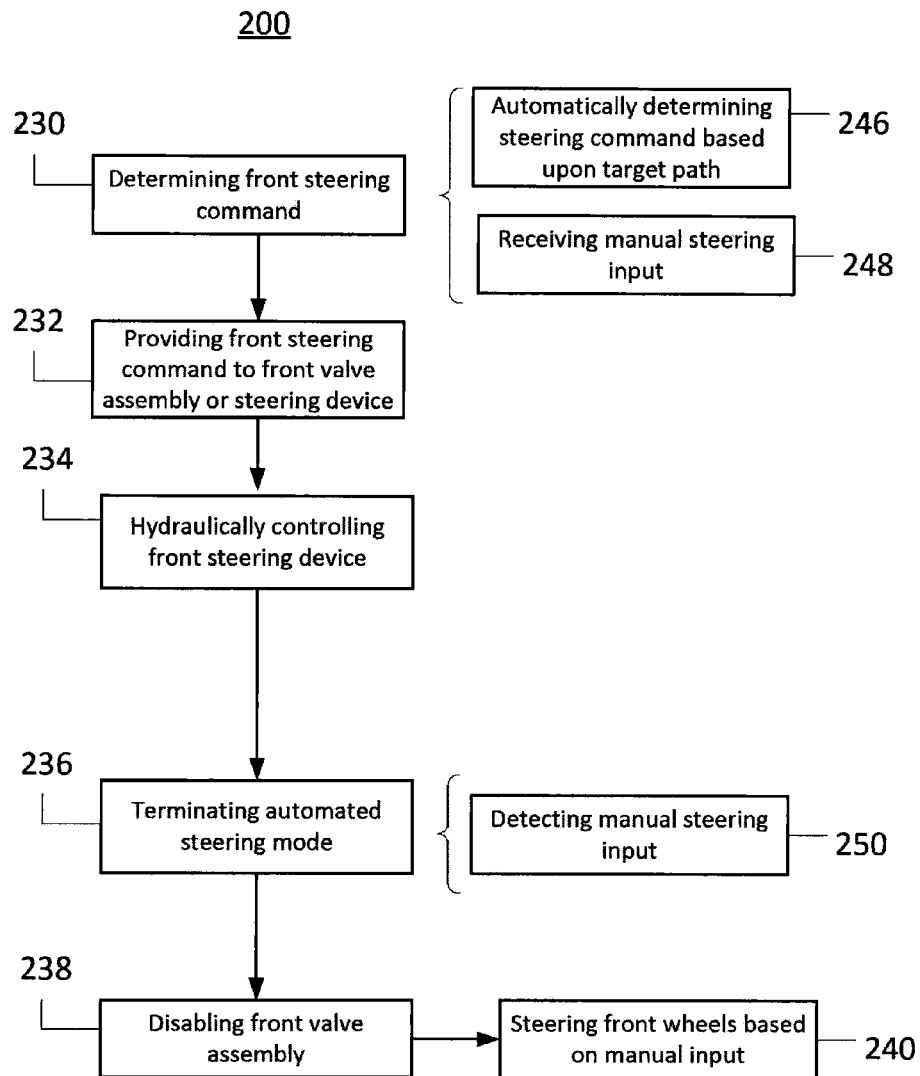 200
230
Determining front steering
command
Automatically determining
steering command based
upon target path
246
Receiving manual steering
input
248
232
Providing front steering
command to front valve
assembly or steering device
234
Hydraulically controlling
front steering device
236
Terminating automated
steering mode
Detecting manual steering
input
250
238
Disabling front valve
assembly
Steering front wheels based
on manual input
240